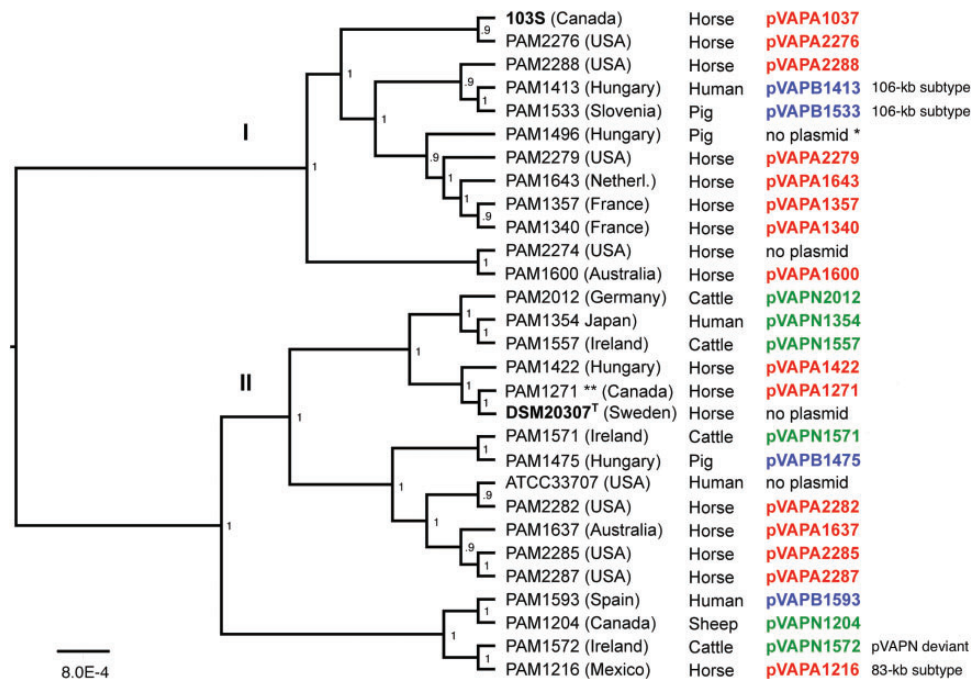 103S (Canada) Horse pVAPA1037
.9
PAM2276 (USA) Horse pVAPA2276
1
PAM2288 (USA) Horse pVAPA2288
.9
PAM1413 (Hungary) Human pVAPB1413 106-kb subtype
1
PAM1533 (Slovenia) Pig pVAPB1533 106-kb subtype
1
I
PAM1496 (Hungary) Pig no plasmid *
.9
PAM2279 (USA) Horse pVAPA2279
1
1
PAM1643 (Netherl.) Horse pVAPA1643
1
PAM1357 (France) Horse pVAPA1357
.9
PAM1340 (France) Horse pVAPA1340
PAM2274 (USA) Horse no plasmid
1
PAM1600 (Australia) Horse pVAPA1600
PAM2012 (Germany) Cattle pVAPN2012
1
PAM1354 Japan) Human pVAPN1354
1
PAM1557 (Ireland) Cattle pVAPN1557
1
PAM1422 (Hungary) Horse pVAPA1422
II
1
PAM1271 ** (Canada) Horse pVAPA1271
1
1
DSM20307T (Sweden) Horse no plasmid
PAM1571 (Ireland) Cattle pVAPN1571
1
PAM1475 (Hungary) Pig pVAPB1475
1
ATCC33707 (USA) Human no plasmid
.9
PAM2282 (USA) Horse pVAPA2282
1
1
PAM1637 (Australia) Horse pVAPA1637
.9
PAM2285 (USA) Horse pVAPA2285
1
PAM2287 (USA) Horse pVAPA2287
PAM1593 (Spain) Human pVAPB1593
1
PAM1204 (Canada) Sheep pVAPN1204
1
PAM1572 (Ireland) Cattle pVAPN1572 pVAPN deviant
1
PAM1216 (Mexico) Horse pVAPA1216 83-kb subtype
8.0E-4